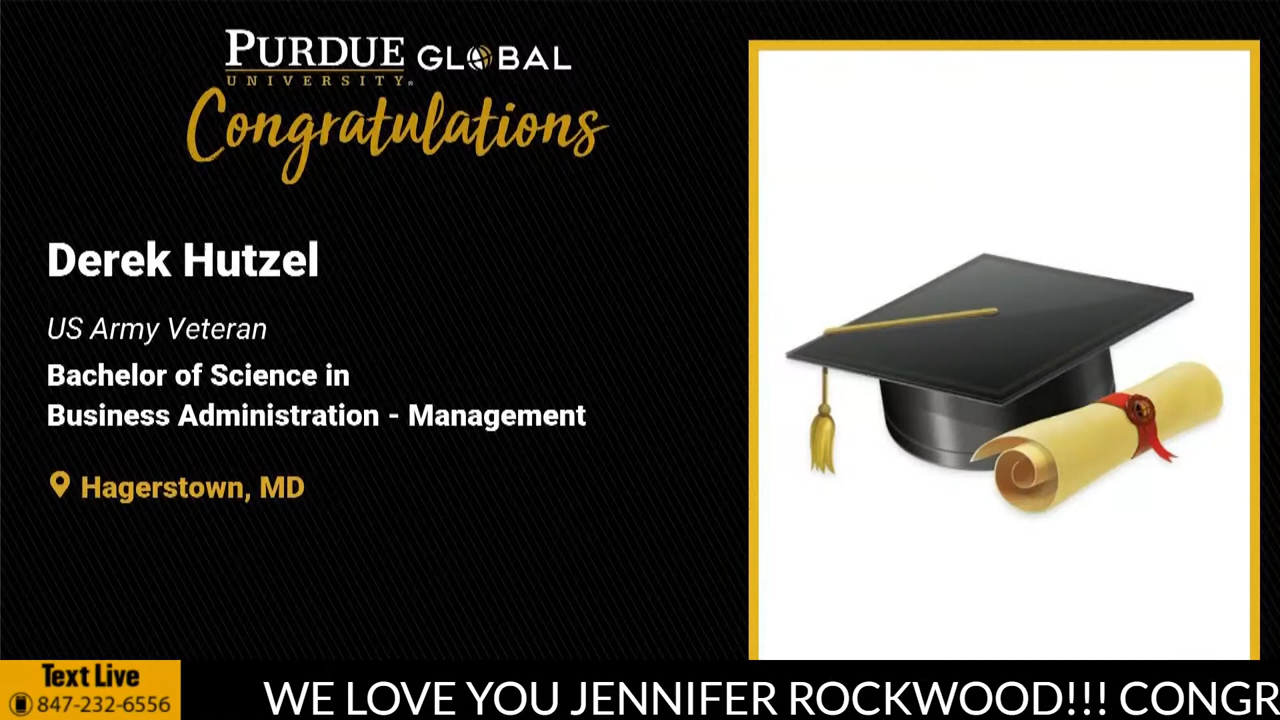 PURDUE GLOBAL
UNIVERSITY®
Congratulations
Derek Hutzel
US Army Veteran
Bachelor of Science in
Business Administration - Management
Hagerstown, MD
Text Live
847-232-6556
WE LOVE YOU JENNIFER ROCKWOOD!!! CONGR